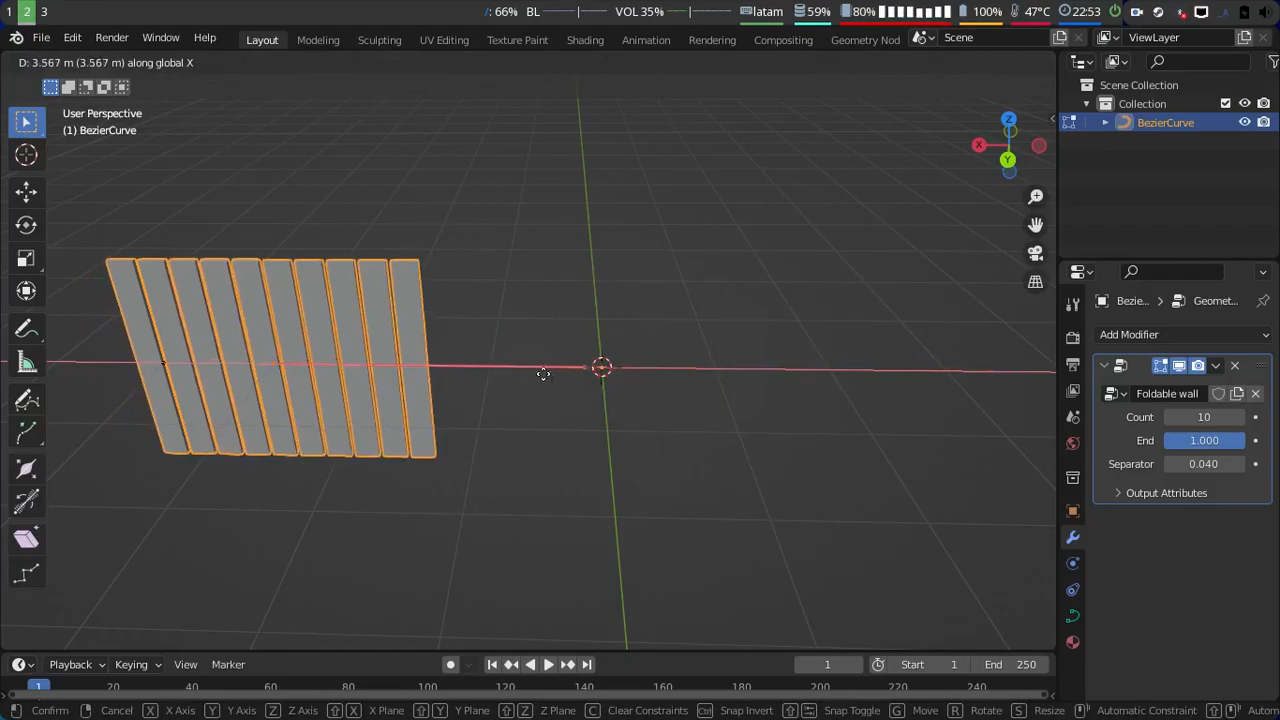 1 2 3 /: 66% BL VOL 35% latam 59% 80% 100% 47°C 22:53
File Edit Render Window Help Layout Modeling Sculpting UV Editing Texture Paint Shading Animation Rendering Compositing Geometry Nod Scene ViewLayer
D: 3.567 m (3.567 m) along global X
User Perspective
(1) BezierCurve
Z
X
Y
Scene Collection
Collection
BezierCurve
Bezie... Geomet...
Add Modifier
Foldable wall
Count 10
End 1.000
Separator 0.040
Output Attributes
Playback Keying View Marker 1 Start 1 End 250
1 20 40 60 80 100 120 140 160 180 200 220 240
Confirm Cancel X X Axis Y Y Axis Z Z Axis X X Plane Y Y Plane Z Z Plane C Clear Constraints Ctrl Snap Invert Snap Toggle G Move R Rotate S Resize Automatic Constraint Autom